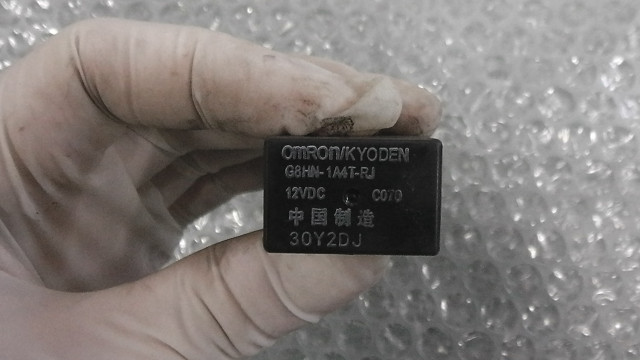 OMRON/KYODEN
G8HN-1A4T-RJ
12VDC C070
中国制造
30Y2DJ